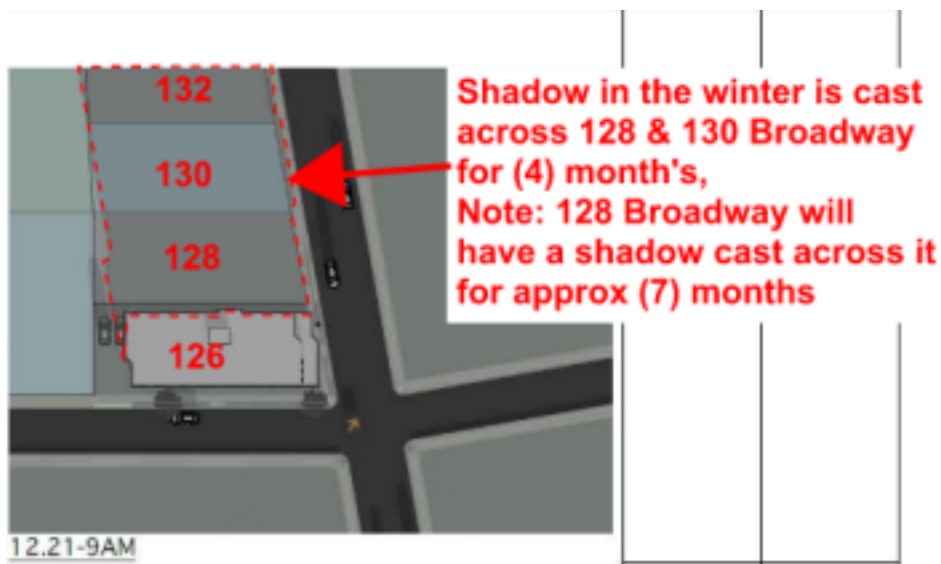 132
130
128
126
Shadow in the winter is cast
across 128 & 130 Broadway
for (4) month's,
Note: 128 Broadway will
have a shadow cast across it
for approx (7) months
12.21-9AM